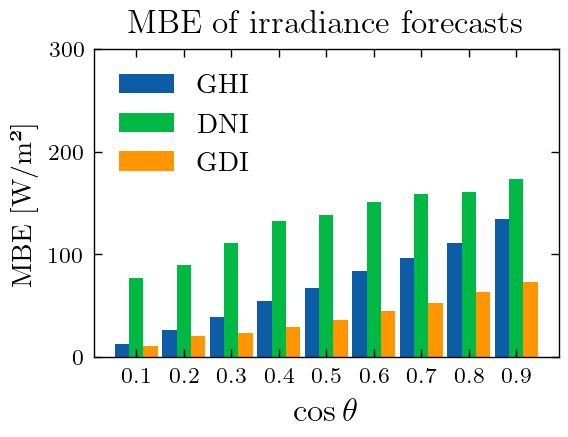 MBE of irradiance forecasts
300
200
100
0
MBE [W/m²]
GHI
DNI
GDI
0.1 0.2 0.3 0.4 0.5 0.6 0.7 0.8 0.9
cos θ